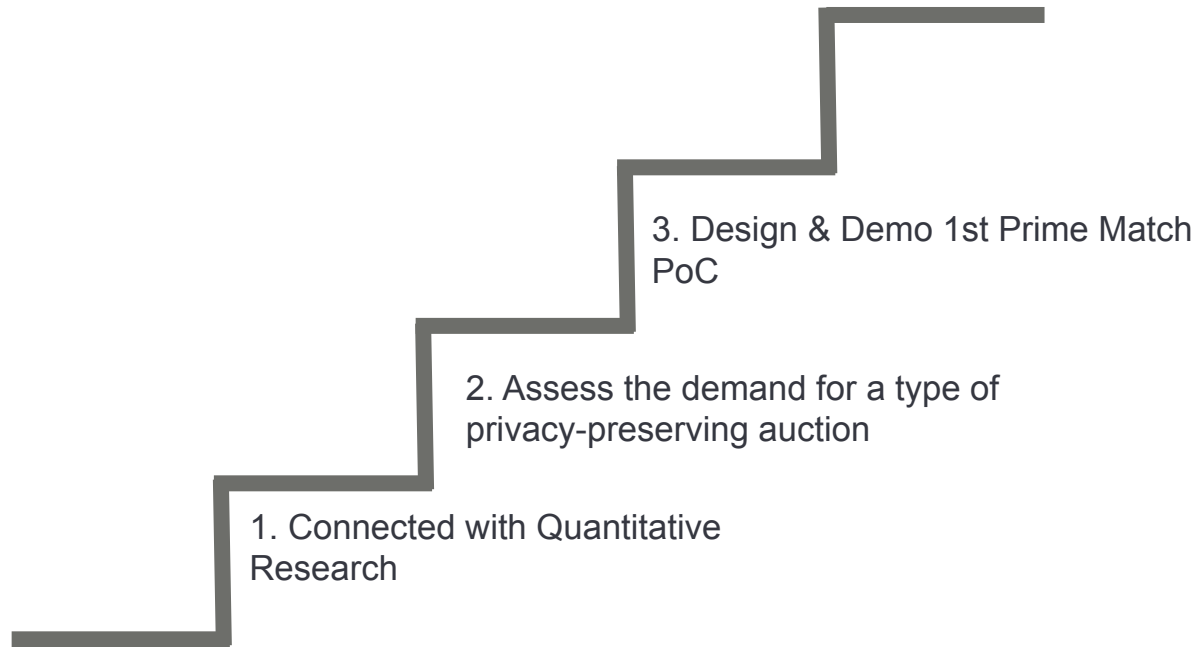 3. Design & Demo 1st Prime Match
PoC
2. Assess the demand for a type of
privacy-preserving auction
1. Connected with Quantitative
Research